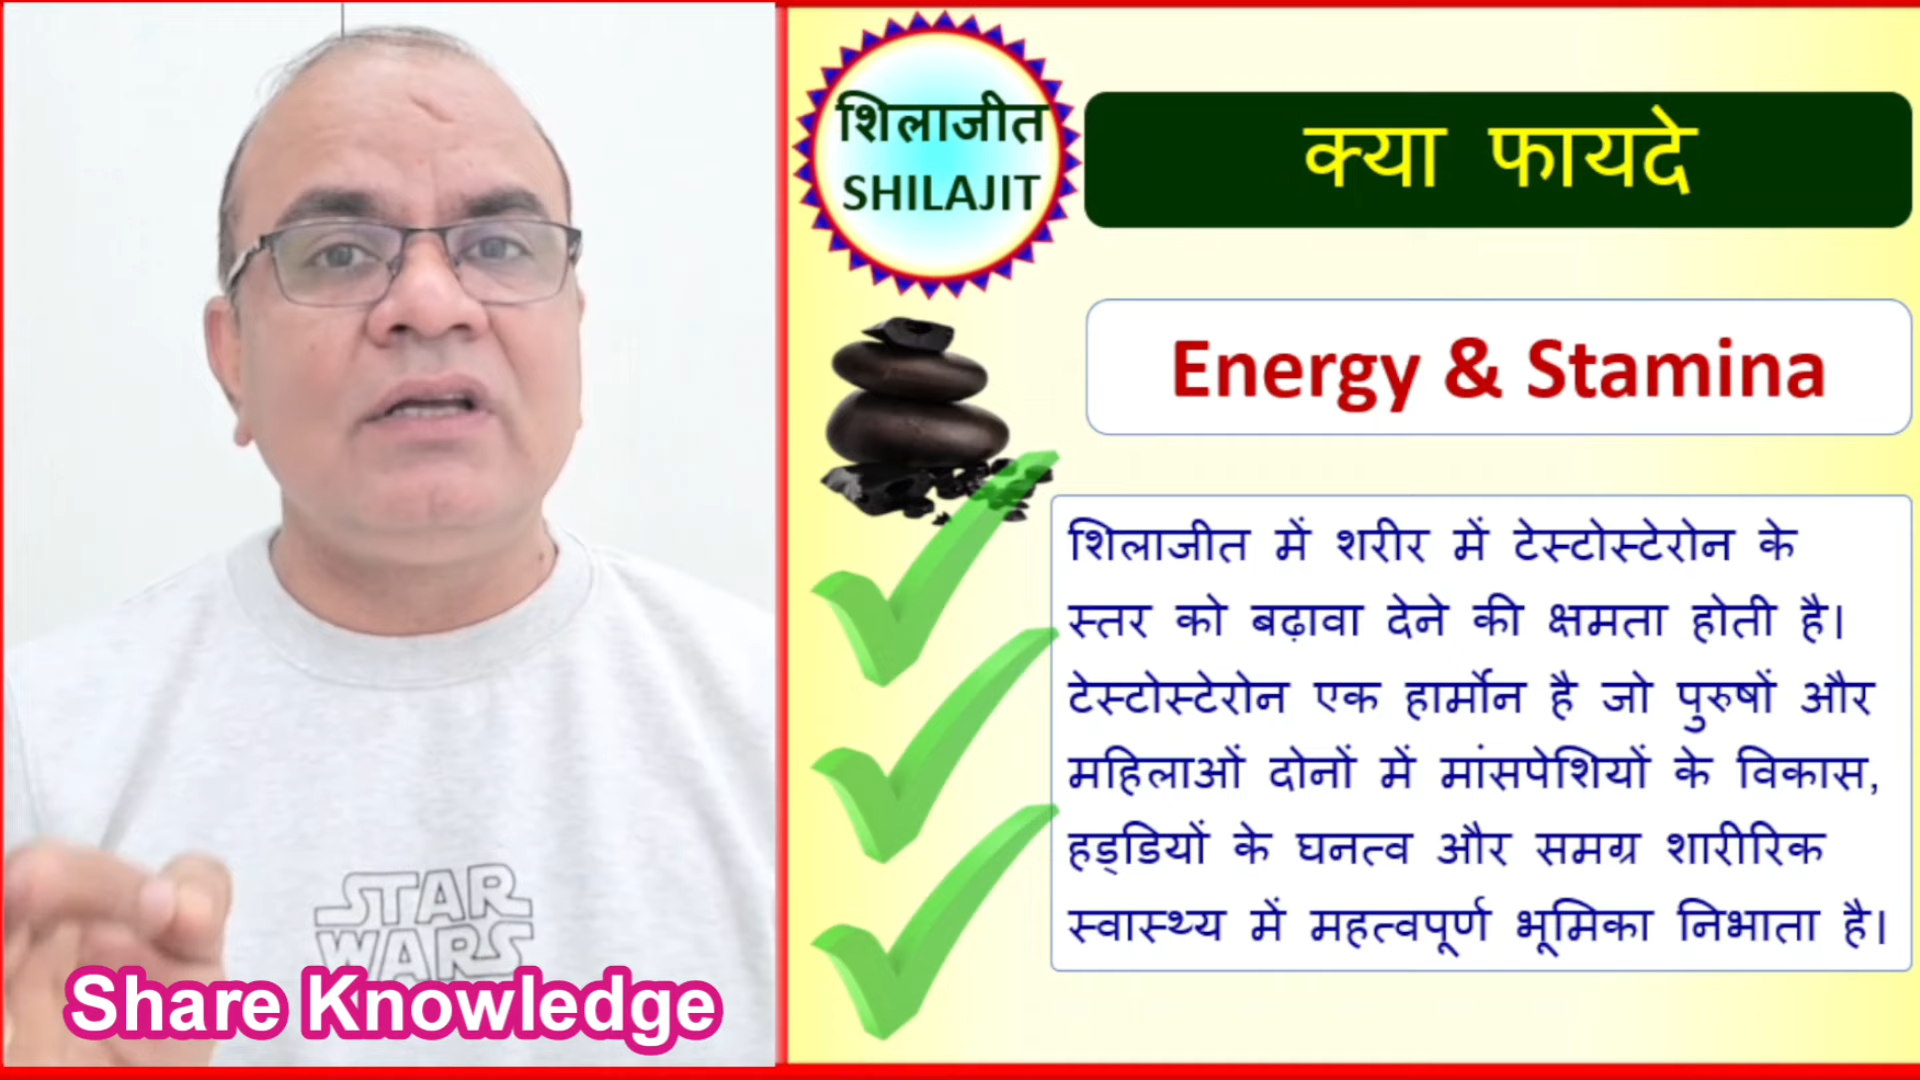 शिलाजीत
SHILAJIT
क्या फायदे
Energy & Stamina
शिलाजीत में शरीर में टेस्टोस्टेरोन के
स्तर को बढ़ावा देने की क्षमता होती है।
टेस्टोस्टेरोन एक हार्मोन है जो पुरुषों और
महिलाओं दोनों में मांसपेशियों के विकास,
हड्डियों के घनत्व और समग्र शारीरिक
स्वास्थ्य में महत्वपूर्ण भूमिका निभाता है।
STAR
WARS
Share Knowledge